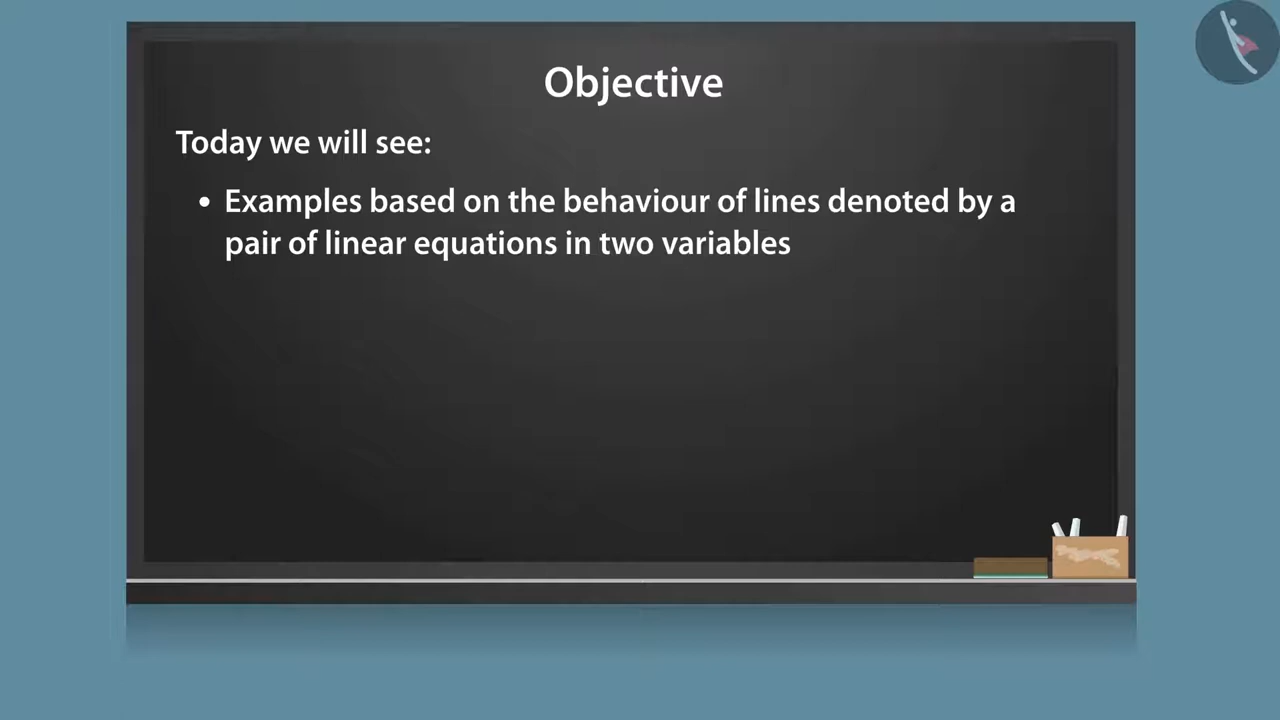 Objective
Today we will see:
• Examples based on the behaviour of lines denoted by a
pair of linear equations in two variables